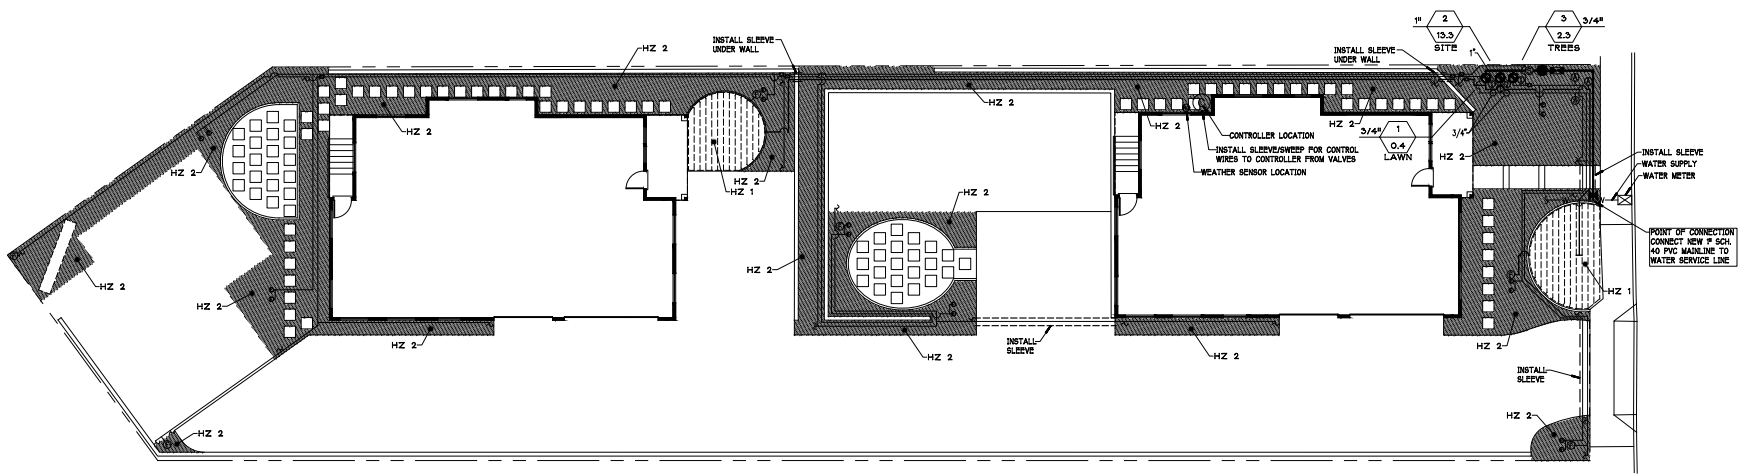 1"
2
13.3
SITE
3
3/4"
2.3
TREES
INSTALL SLEEVE
UNDER WALL
HZ 2
INSTALL SLEEVE
UNDER WALL
1"
HZ 2
HZ 2
HZ 2
HZ 2
HZ 2
HZ 2
3/4"
1
0.4
LAWN
3/4"
HZ 2
CONTROLLER LOCATION
INSTALL SLEEVE/SWEEP FOR CONTROL
WIRES TO CONTROLLER FROM VALVES
WEATHER SENSOR LOCATION
INSTALL SLEEVE
WATER SUPPLY
WATER METER
HZ 2
HZ 2
HZ 1
HZ 2
POINT OF CONNECTION
CONNECT NEW 1" SCH.
40 PVC MAINLINE TO
WATER SERVICE LINE
HZ 2
HZ 2
HZ 2
HZ 1
HZ 2
HZ 2
HZ 2
INSTALL
SLEEVE
HZ 2
HZ 2
INSTALL
SLEEVE
HZ 2
HZ 2